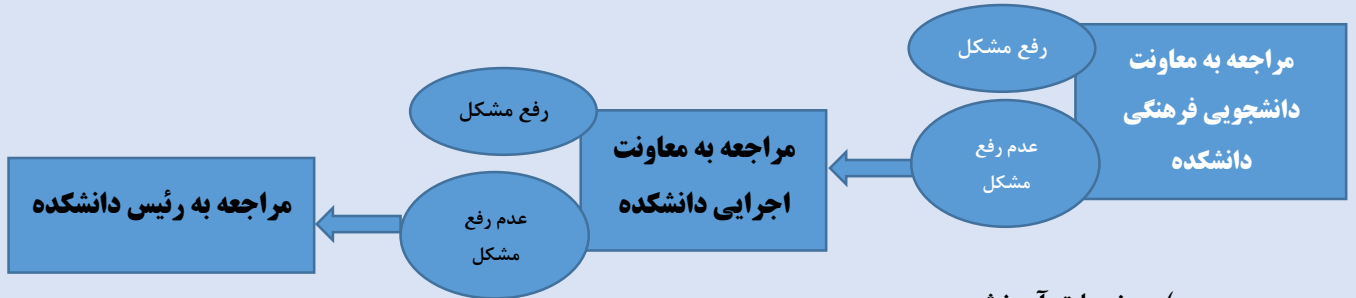 مراجعه به معاونت
دانشجویی فرهنگی
دانشکده
رفع مشکل
عدم رفع
مشکل
مراجعه به معاونت
اجرایی دانشکده
رفع مشکل
عدم رفع
مشکل
مراجعه به رئیس دانشکده